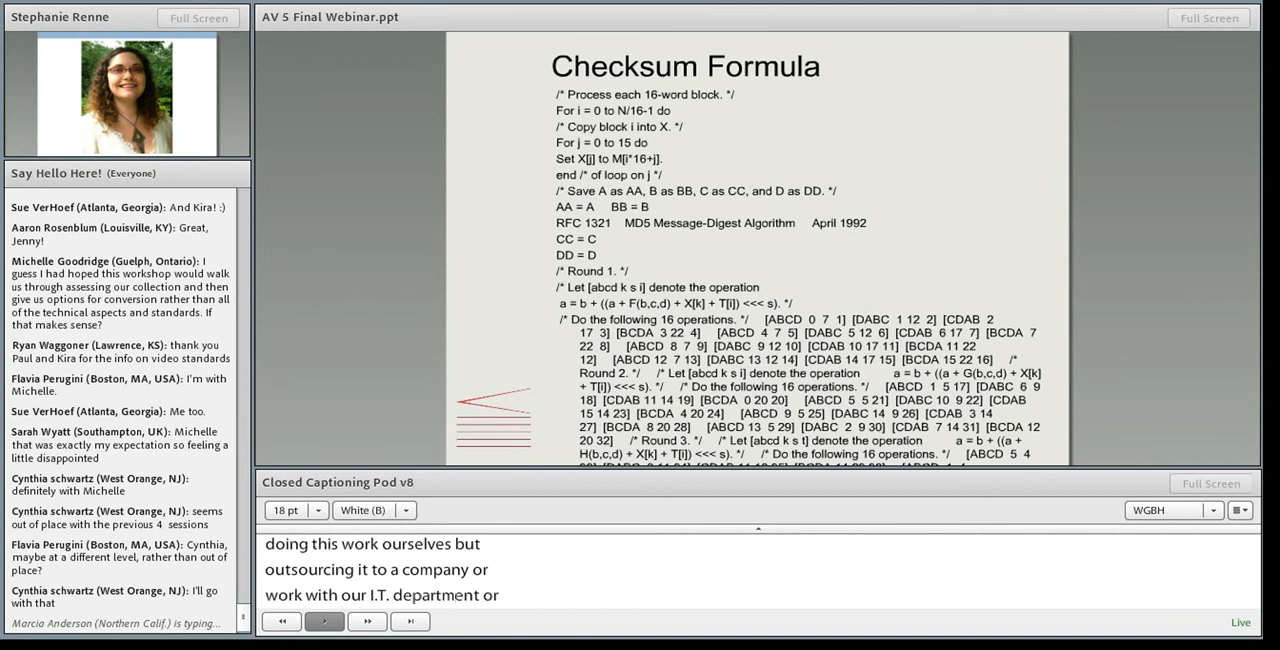 Stephanie Renne
Full Screen
Say Hello Here! (Everyone)
Sue VerHoef (Atlanta, Georgia): And Kira! :)
Aaron Rosenblum (Louisville, KY): Great,
Jenny!
Michelle Goodridge (Guelph, Ontario): I
guess I had hoped this workshop would walk
us through assessing our collection and then
give us options for conversion rather than all
of the technical aspects and standards. If
that makes sense?
Ryan Waggoner (Lawrence, KS): thank you
Paul and Kira for the info on video standards
Flavia Perugini (Boston, MA, USA): I'm with
Michelle.
Sue VerHoef (Atlanta, Georgia): Me too.
Sarah Wyatt (Southampton, UK): Michelle
that was exactly my expectation so feeling a
little disappointed
Cynthia schwartz (West Orange, NJ):
definitely with Michelle
Cynthia schwartz (West Orange, NJ): seems
out of place with the previous 4 sessions
Flavia Perugini (Boston, MA, USA): Cynthia,
maybe at a different level, rather than out of
place?
Cynthia schwartz (West Orange, NJ): I'll go
with that
Marcia Anderson (Northern Calif.) is typing...
AV 5 Final Webinar.ppt
Full Screen
Checksum Formula
/* Process each 16-word block. */
For i = 0 to N/16-1 do
/* Copy block i into X. */
For j = 0 to 15 do
Set X[j] to M[i*16+j].
end /* of loop on j */
/* Save A as AA, B as BB, C as CC, and D as DD. */
AA = A BB = B
RFC 1321 MD5 Message-Digest Algorithm April 1992
CC = C
DD = D
/* Round 1. */
/* Let [abcd k s i] denote the operation
a = b + ((a + F(b,c,d) + X[k] + T[i]) <<< s). */
/* Do the following 16 operations. */ [ABCD 0 7 1] [DABC 1 12 2] [CDAB 2
17 3] [BCDA 3 22 4] [ABCD 4 7 5] [DABC 5 12 6] [CDAB 6 17 7] [BCDA 7
22 8] [ABCD 8 7 9] [DABC 9 12 10] [CDAB 10 17 11] [BCDA 11 22
12] [ABCD 12 7 13] [DABC 13 12 14] [CDAB 14 17 15] [BCDA 15 22 16] /*
Round 2. */ /* Let [abcd k s i] denote the operation a = b + ((a + G(b,c,d) + X[k]
+ T[i]) <<< s). */ /* Do the following 16 operations. */ [ABCD 1 5 17] [DABC 6 9
18] [CDAB 11 14 19] [BCDA 0 20 20] [ABCD 5 5 21] [DABC 10 9 22] [CDAB
15 14 23] [BCDA 4 20 24] [ABCD 9 5 25] [DABC 14 9 26] [CDAB 3 14
27] [BCDA 8 20 28] [ABCD 13 5 29] [DABC 2 9 30] [CDAB 7 14 31] [BCDA 12
20 32] /* Round 3. */ /* Let [abcd k s t] denote the operation a = b + ((a +
H(b,c,d) + X[k] + T[i]) <<< s). */ /* Do the following 16 operations. */ [ABCD 5 4
Closed Captioning Pod v8
Full Screen
18 pt
White (B)
WGBH
doing this work ourselves but
outsourcing it to a company or
work with our I.T. department or
Live